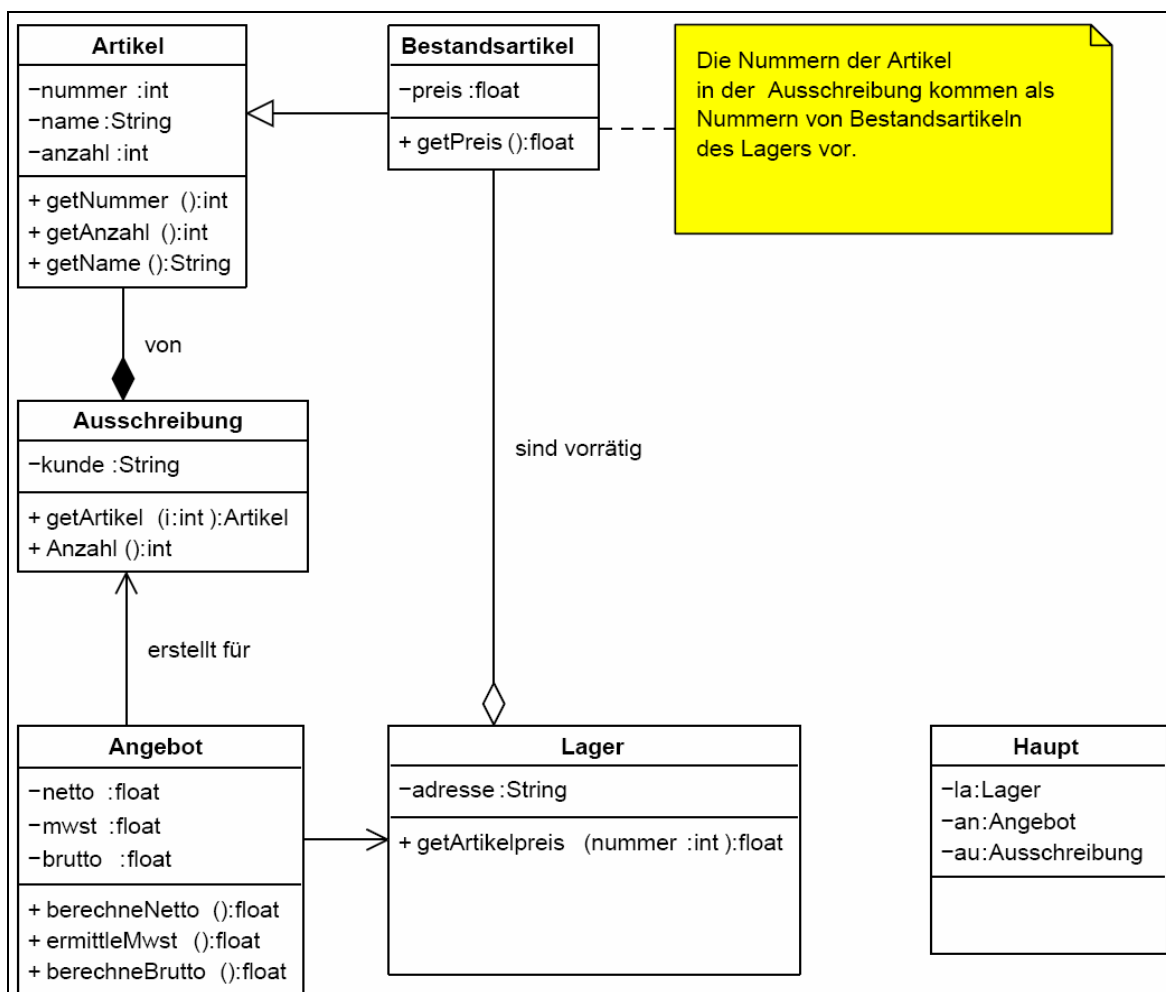 Artikel
−nummer :int
−name :String
−anzahl :int
+ getNummer ():int
+ getAnzahl ():int
+ getName ():String
Bestandsartikel
−preis :float
+ getPreis ():float
Die Nummern der Artikel
in der Ausschreibung kommen als
Nummern von Bestandsartikeln
des Lagers vor.
von
Ausschreibung
−kunde :String
+ getArtikel (i:int ):Artikel
+ Anzahl ():int
sind vorrätig
erstellt für
Angebot
−netto :float
−mwst :float
−brutto :float
+ berechneNetto ():float
+ ermittleMwst ():float
+ berechneBrutto ():float
Lager
−adresse :String
+ getArtikelpreis (nummer :int ):float
Haupt
−la:Lager
−an:Angebot
−au:Ausschreibung